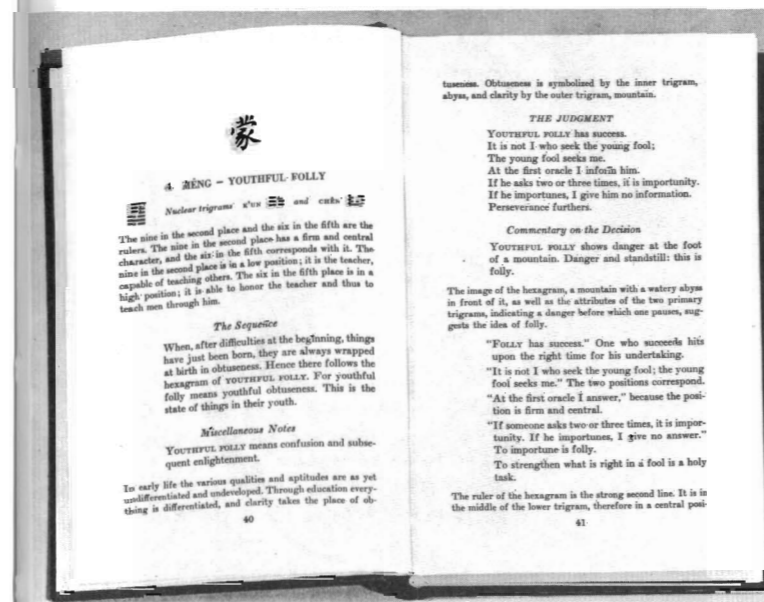 蒙
4. MÊNG – YOUTHFUL FOLLY
Nuclear trigrams K'UN ☷ and CHÊN ☳
The nine in the second place and the six in the fifth are the
rulers. The nine in the second place has a firm and central
character, and the six in the fifth corresponds with it. The
nine in the second place is in a low position; it is the teacher,
capable of teaching others. The six in the fifth place is in a
high position; it is able to honor the teacher and thus to
teach men through him.
The Sequence
When, after difficulties at the beginning, things
have just been born, they are always wrapped
at birth in obtuseness. Hence there follows the
hexagram of YOUTHFUL FOLLY. For youthful
folly means youthful obtuseness. This is the
state of things in their youth.
Miscellaneous Notes
YOUTHFUL FOLLY means confusion and subse-
quent enlightenment.
In early life the various qualities and aptitudes are as yet
undifferentiated and undeveloped. Through education every-
thing is differentiated, and clarity takes the place of ob-
40
tuseness. Obtuseness is symbolized by the inner trigram,
abyss, and clarity by the outer trigram, mountain.
THE JUDGMENT
YOUTHFUL FOLLY has success.
It is not I who seek the young fool;
The young fool seeks me.
At the first oracle I inform him.
If he asks two or three times, it is importunity.
If he importunes, I give him no information.
Perseverance furthers.
Commentary on the Decision
YOUTHFUL FOLLY shows danger at the foot
of a mountain. Danger and standstill: this is
folly.
The image of the hexagram, a mountain with a watery abyss
in front of it, as well as the attributes of the two primary
trigrams, indicating a danger before which one pauses, sug-
gests the idea of folly.
"FOLLY has success." One who succeeds hits
upon the right time for his undertaking.
"It is not I who seek the young fool; the young
fool seeks me." The two positions correspond.
"At the first oracle I answer," because the posi-
tion is firm and central.
"If someone asks two or three times, it is impor-
tunity. If he importunes, I give no answer."
To importune is folly.
To strengthen what is right in a fool is a holy
task.
The ruler of the hexagram is the strong second line. It is in
the middle of the lower trigram, therefore in a central posi-
41